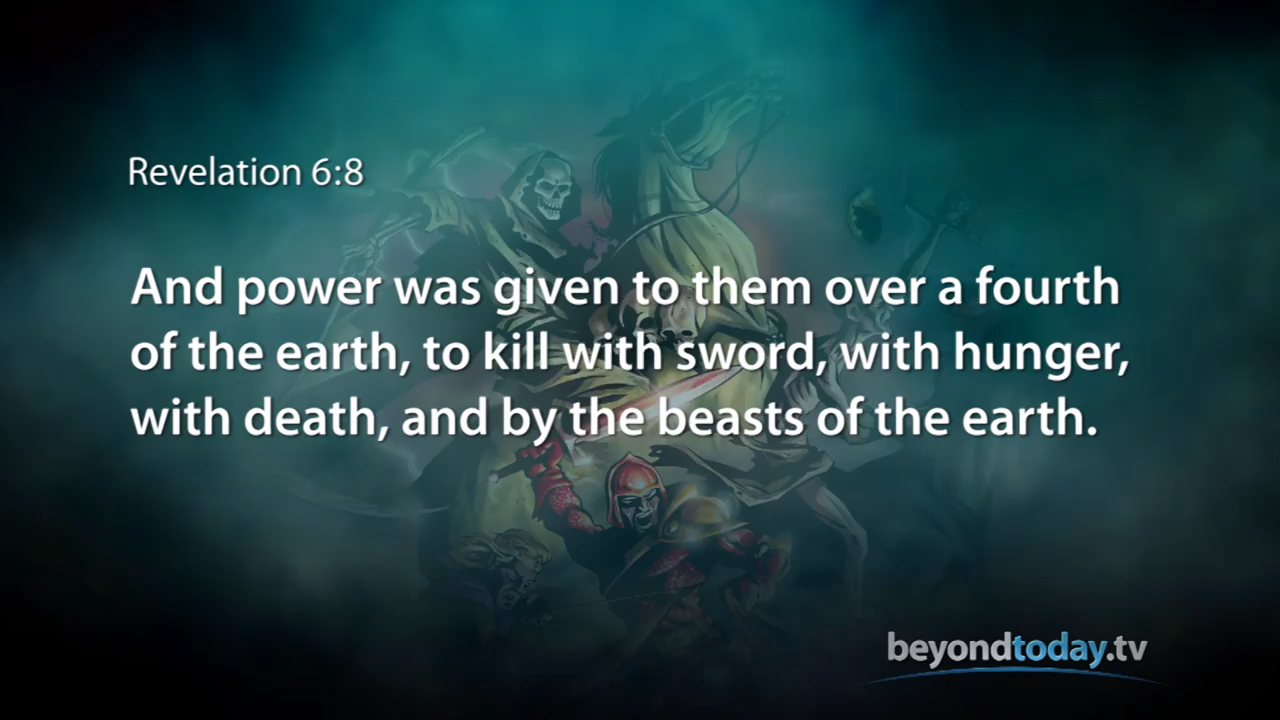 Revelation 6:8
And power was given to them over a fourth
of the earth, to kill with sword, with hunger,
with death, and by the beasts of the earth.
beyondtoday.tv